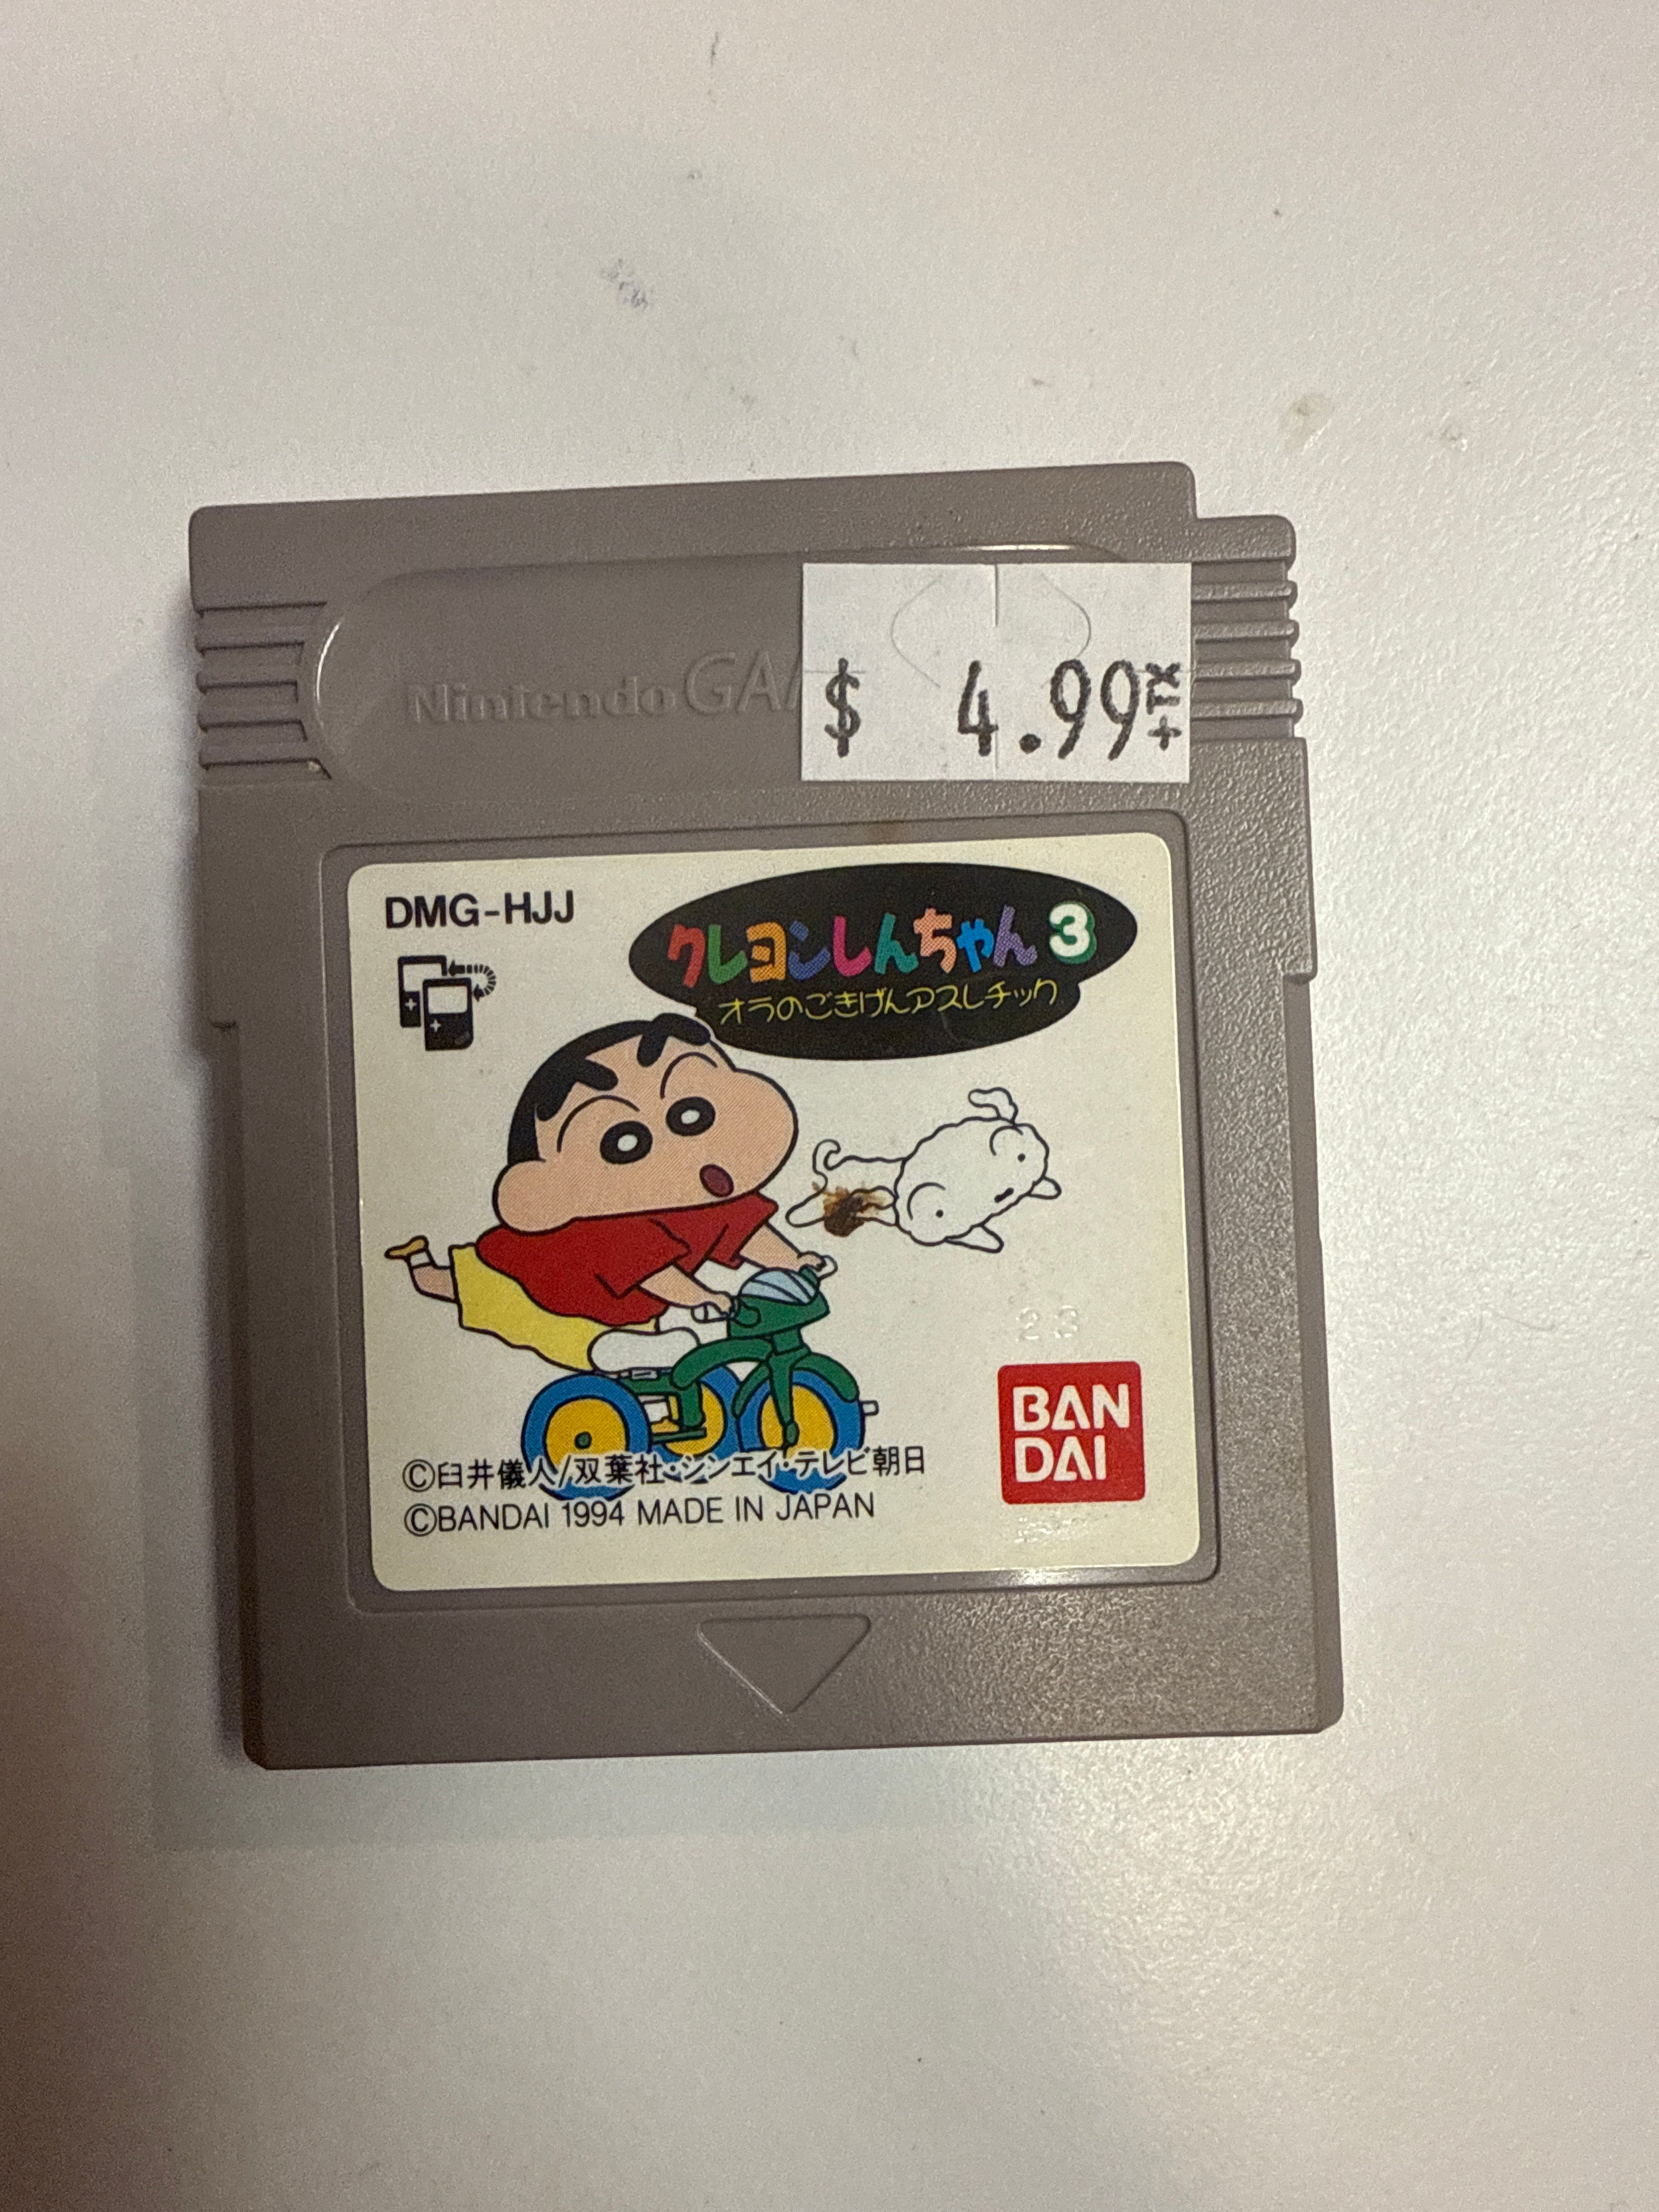 Nintendo GA
$ 4.99+TX
DMG-HJJ
クレヨンしんちゃん3
オラのごきげんアスレチック
23
BAN
DAI
©臼井儀人/双葉社・シンエイ・テレビ朝日
©BANDAI 1994 MADE IN JAPAN